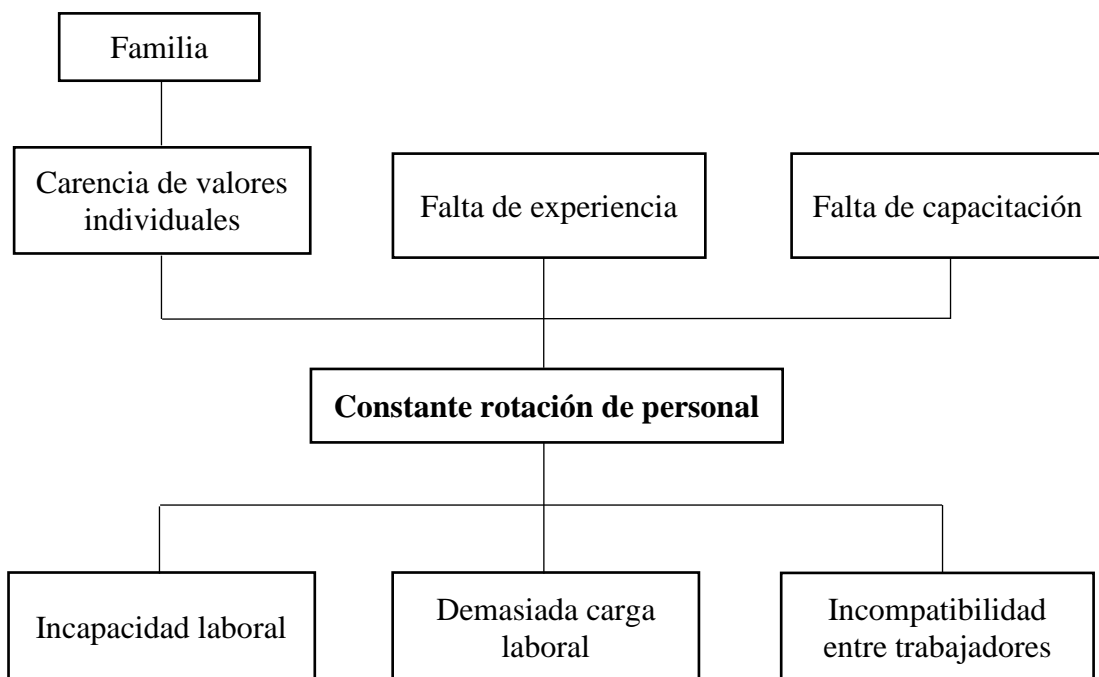 Familia
Carencia de valores
individuales
Falta de experiencia
Falta de capacitación
Constante rotación de personal
Incapacidad laboral
Demasiada carga
laboral
Incompatibilidad
entre trabajadores